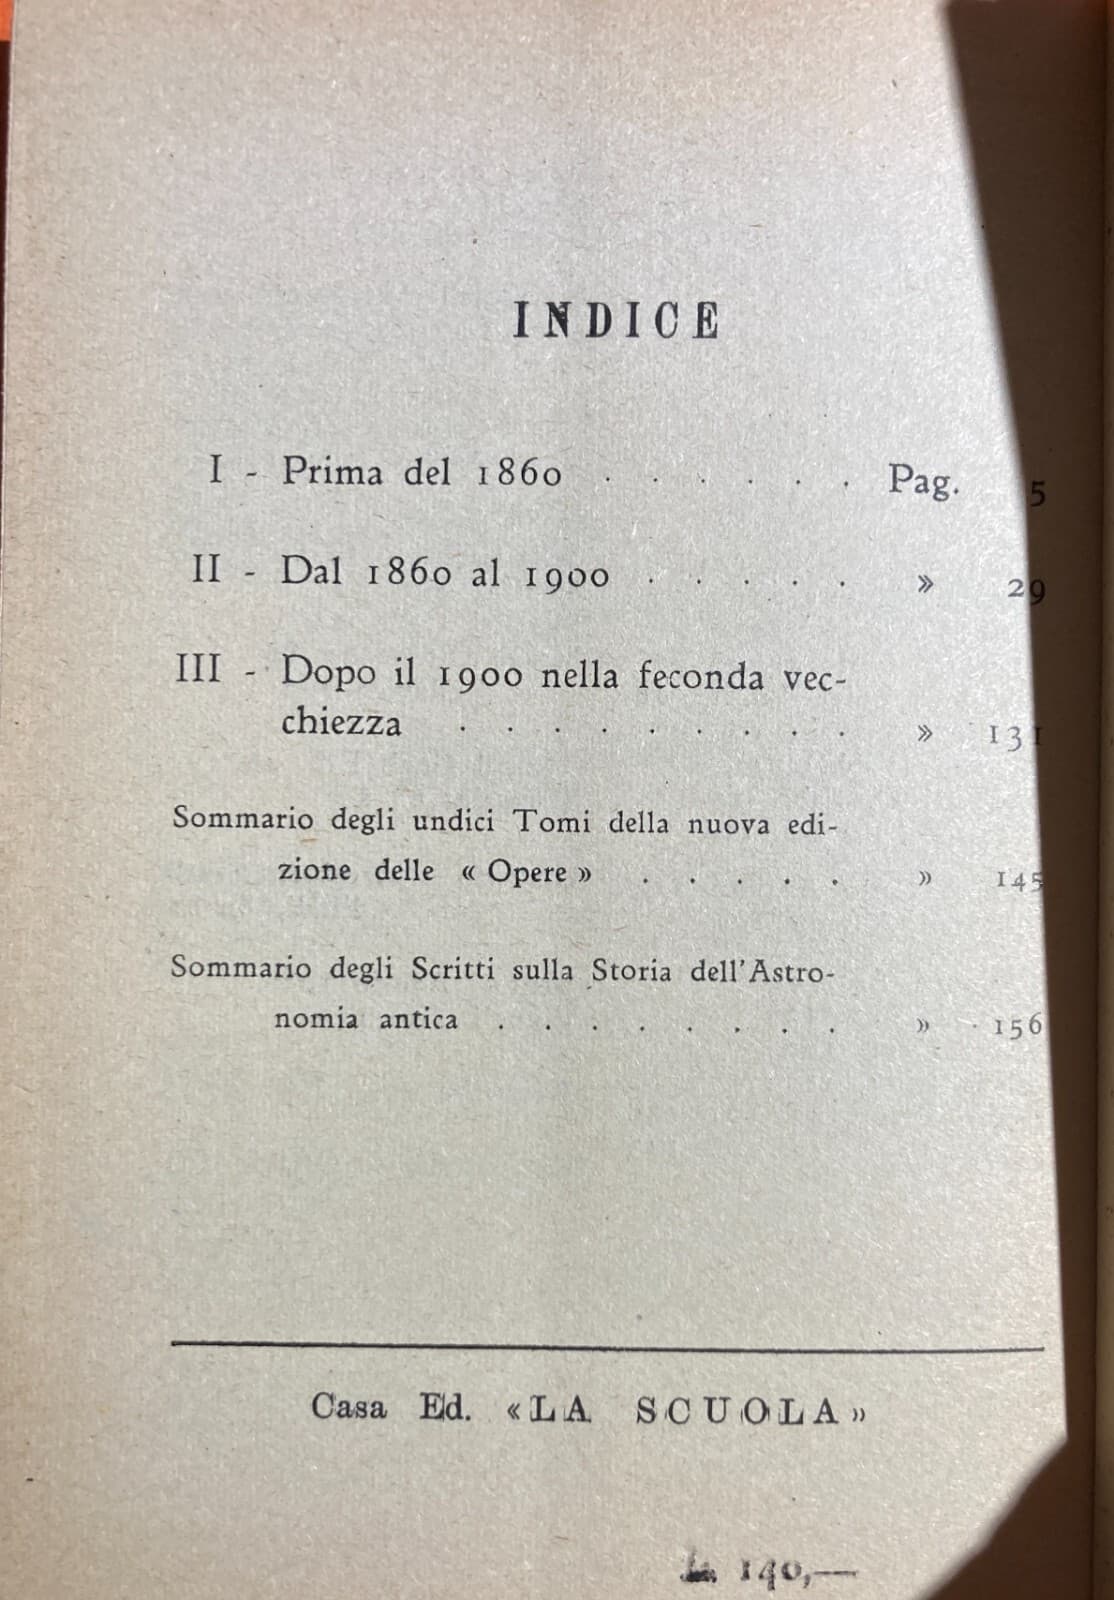 INDICE
I - Prima del 1860 . . . . . . Pag. 5
II - Dal 1860 al 1900 . . . . . » 29
III - Dopo il 1900 nella feconda vec-
chiezza . . . . . . . . . » 131
Sommario degli undici Tomi della nuova edi-
zione delle « Opere » . . . . . » 145
Sommario degli Scritti sulla Storia dell'Astro-
nomia antica . . . . . . . . » 156
Casa Ed. «LA SCUOLA»
140,—